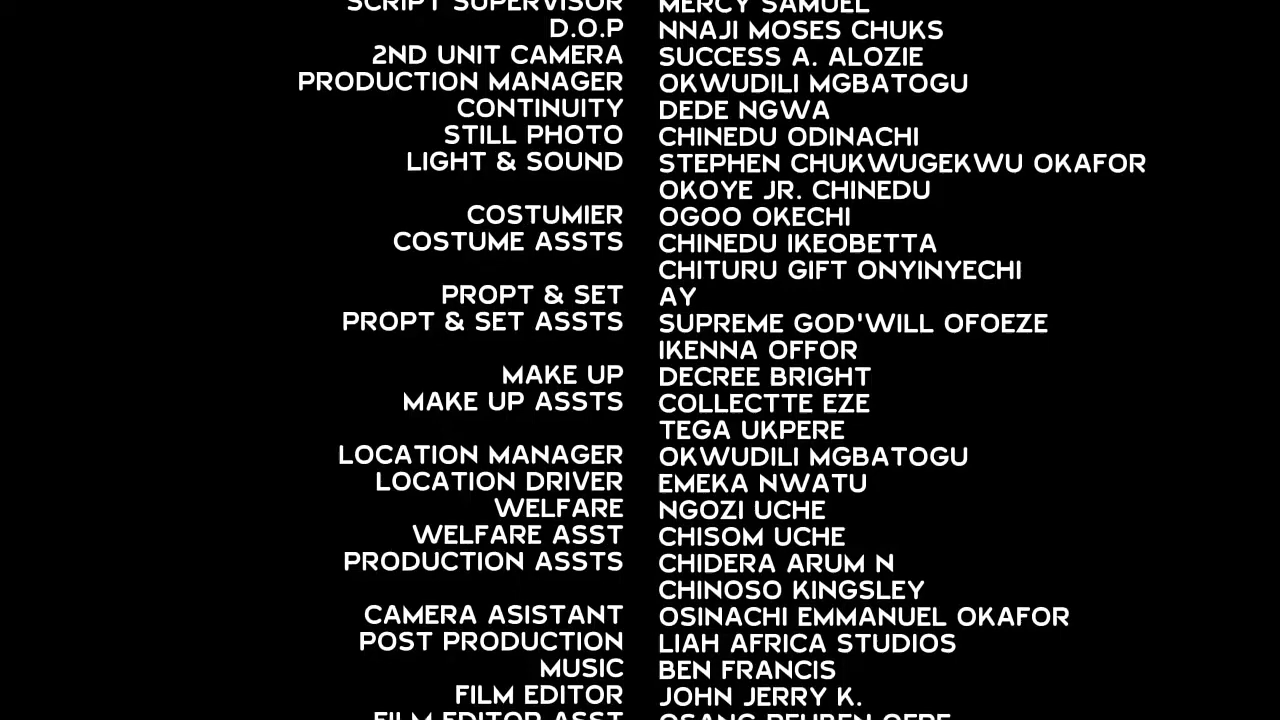 SCRIPT SUPERVISOR MERCY SAMUEL
D.O.P NNAJI MOSES CHUKS
2ND UNIT CAMERA SUCCESS A. ALOZIE
PRODUCTION MANAGER OKWUDILI MGBATOGU
CONTINUITY DEDE NGWA
STILL PHOTO CHINEDU ODINACHI
LIGHT & SOUND STEPHEN CHUKWUGEKWU OKAFOR
OKOYE JR. CHINEDU
COSTUMIER OGOO OKECHI
COSTUME ASSTS CHINEDU IKEOBETTA
CHITURU GIFT ONYINYECHI
PROPT & SET AY
PROPT & SET ASSTS SUPREME GOD'WILL OFOEZE
IKENNA OFFOR
MAKE UP DECREE BRIGHT
MAKE UP ASSTS COLLECTTE EZE
TEGA UKPERE
LOCATION MANAGER OKWUDILI MGBATOGU
LOCATION DRIVER EMEKA NWATU
WELFARE NGOZI UCHE
WELFARE ASST CHISOM UCHE
PRODUCTION ASSTS CHIDERA ARUM N
CHINOSO KINGSLEY
CAMERA ASISTANT OSINACHI EMMANUEL OKAFOR
POST PRODUCTION LIAH AFRICA STUDIOS
MUSIC BEN FRANCIS
FILM EDITOR JOHN JERRY K.
FILM EDITOR ASST OSANG REUBEN